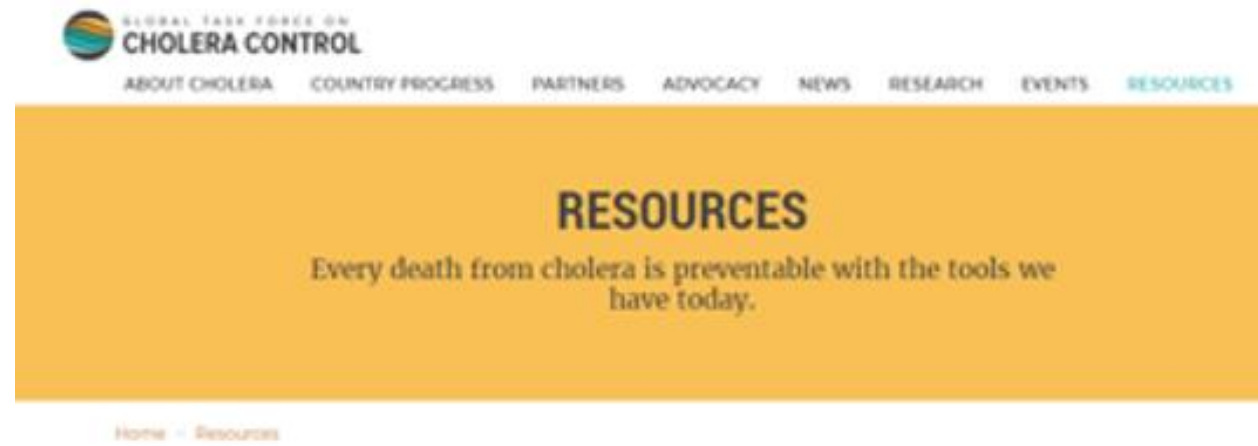 GLOBAL TASK FORCE ON
CHOLERA CONTROL
ABOUT CHOLERA COUNTRY PROGRESS PARTNERS ADVOCACY NEWS RESEARCH EVENTS RESOURCES
RESOURCES
Every death from cholera is preventable with the tools we
have today.
Home - Resources